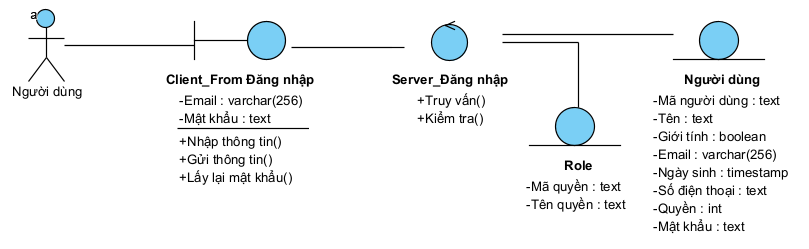 a
Người dùng
Client_From Đăng nhập
-Email : varchar(256)
-Mật khẩu : text
+Nhập thông tin()
+Gửi thông tin()
+Lấy lại mật khẩu()
Server_Đăng nhập
+Truy vấn()
+Kiểm tra()
Role
-Mã quyền : text
-Tên quyền : text
Người dùng
-Mã người dùng : text
-Tên : text
-Giới tính : boolean
-Email : varchar(256)
-Ngày sinh : timestamp
-Số điện thoại : text
-Quyền : int
-Mật khẩu : text